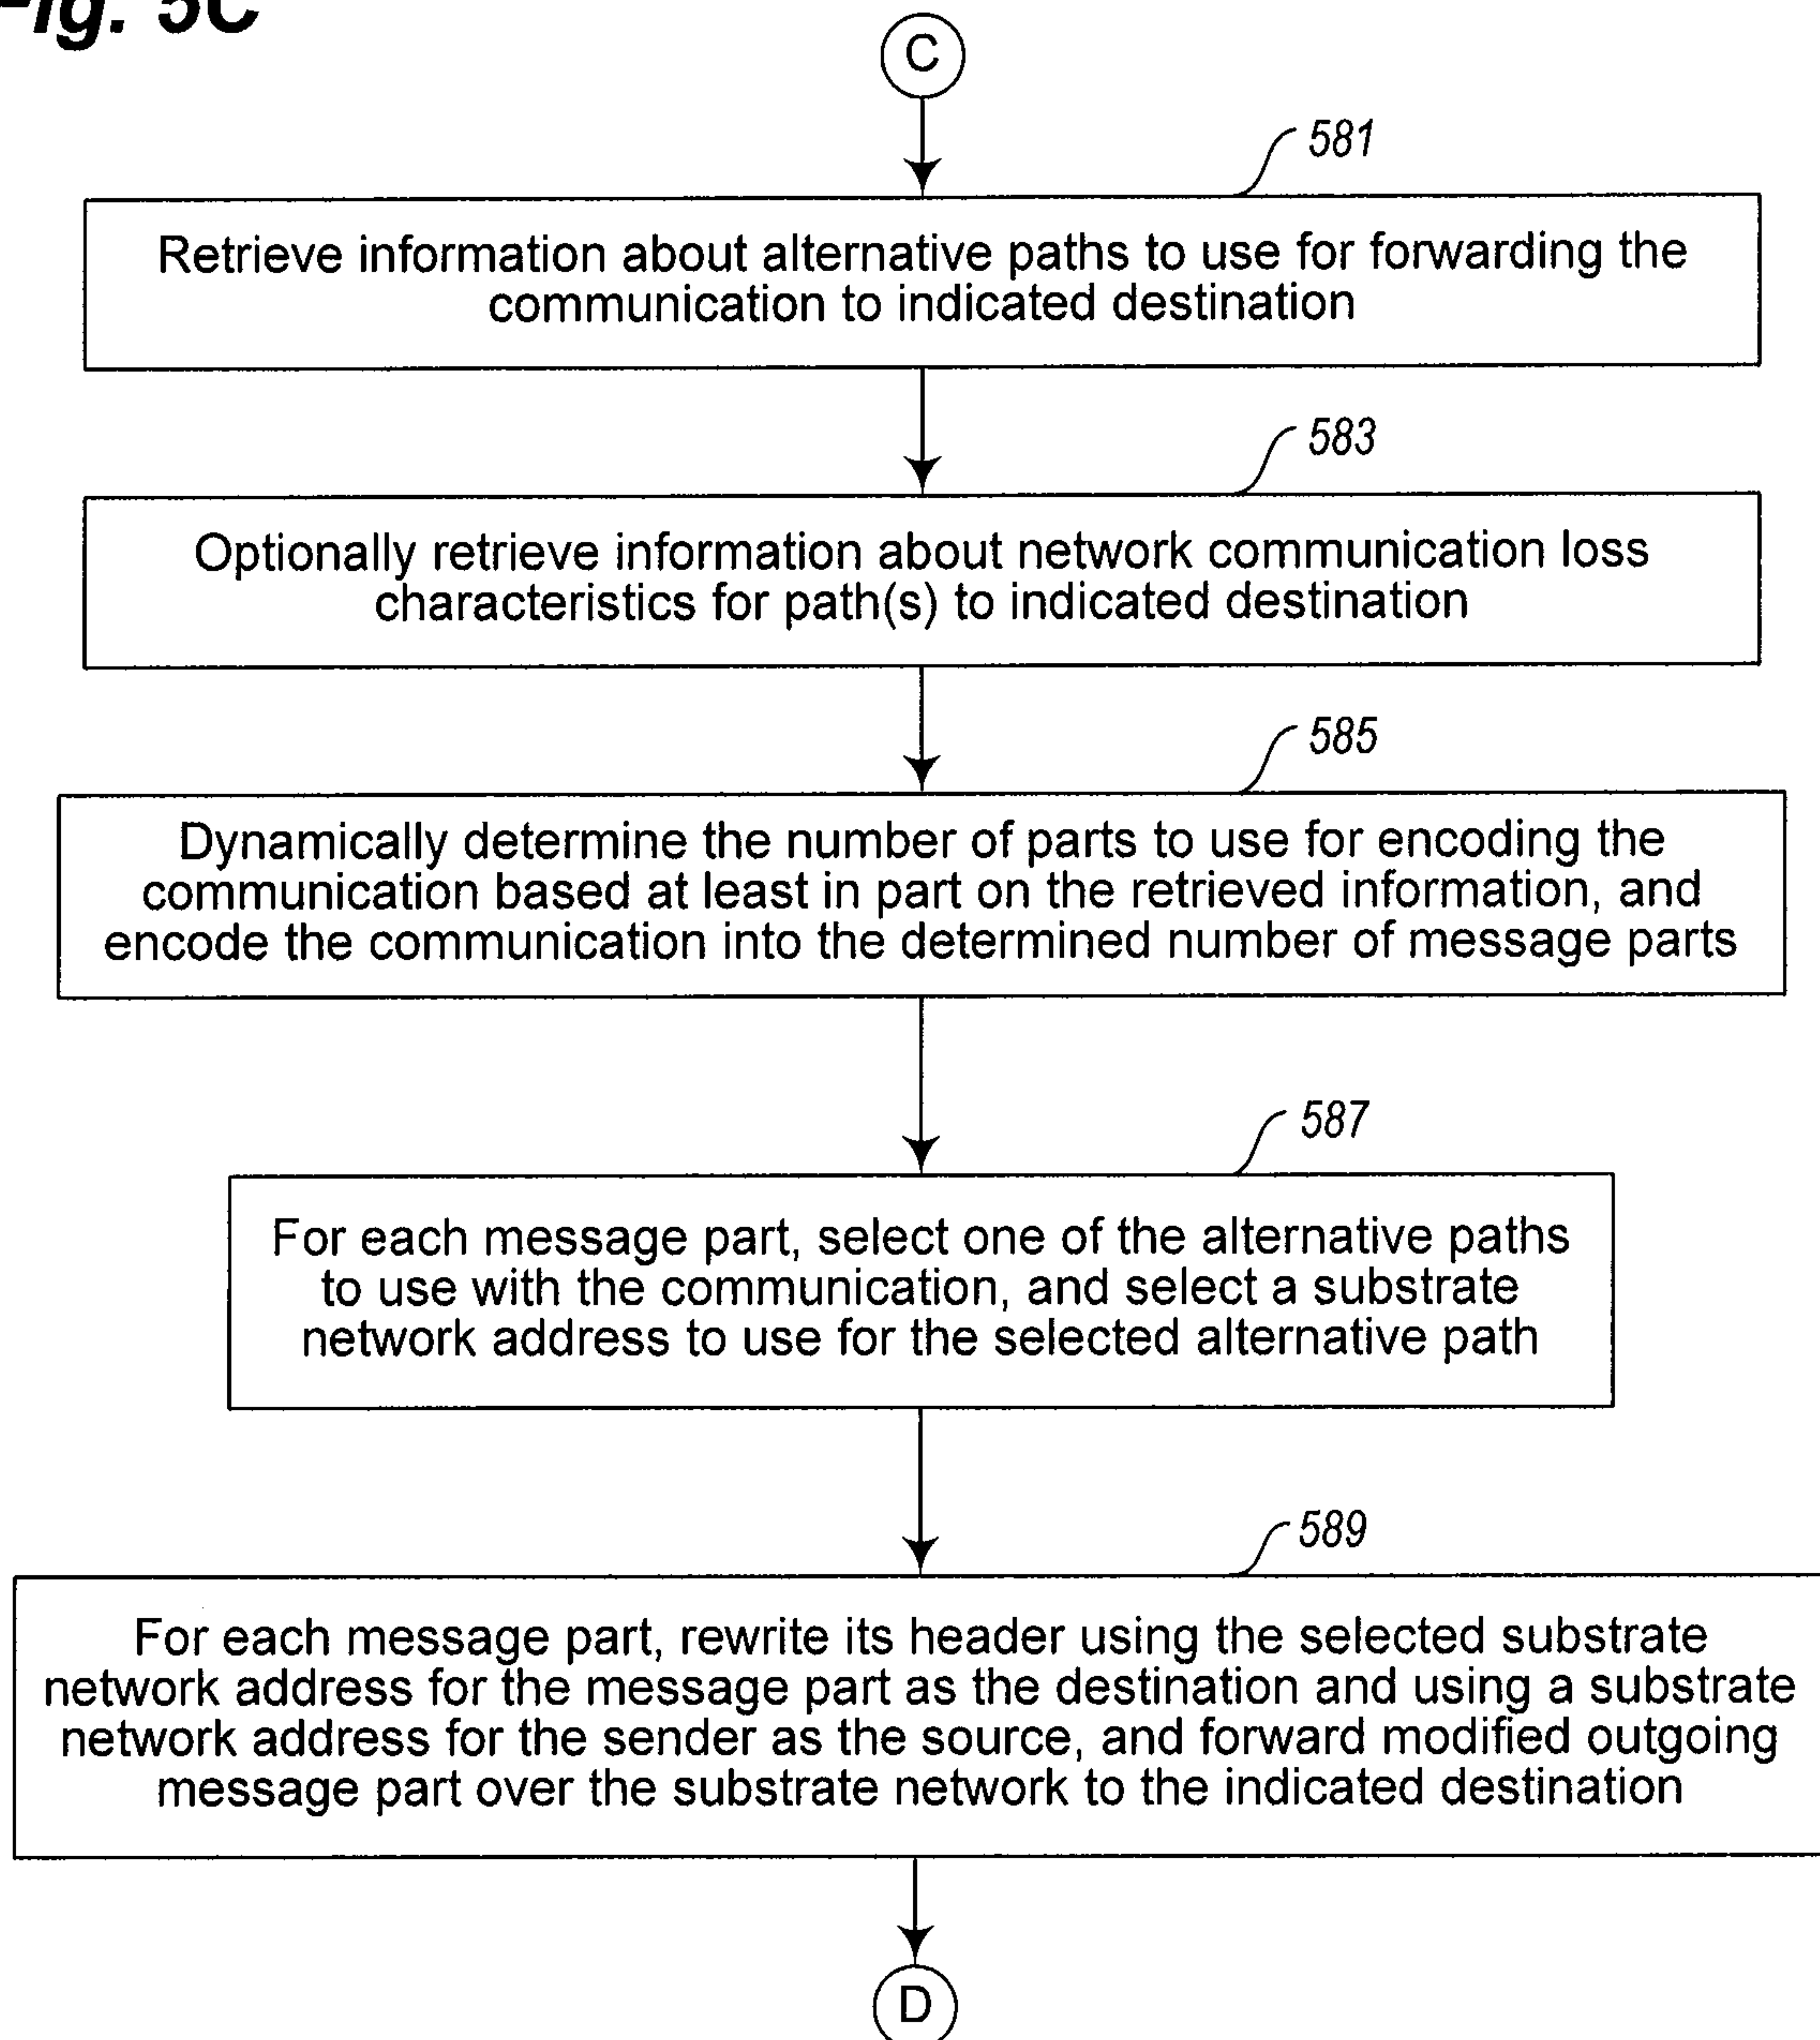 Fig. 5C
C
581
Retrieve information about alternative paths to use for forwarding the
communication to indicated destination
583
Optionally retrieve information about network communication loss
characteristics for path(s) to indicated destination
585
Dynamically determine the number of parts to use for encoding the
communication based at least in part on the retrieved information, and
encode the communication into the determined number of message parts
587
For each message part, select one of the alternative paths
to use with the communication, and select a substrate
network address to use for the selected alternative path
589
For each message part, rewrite its header using the selected substrate
network address for the message part as the destination and using a substrate
network address for the sender as the source, and forward modified outgoing
message part over the substrate network to the indicated destination
D